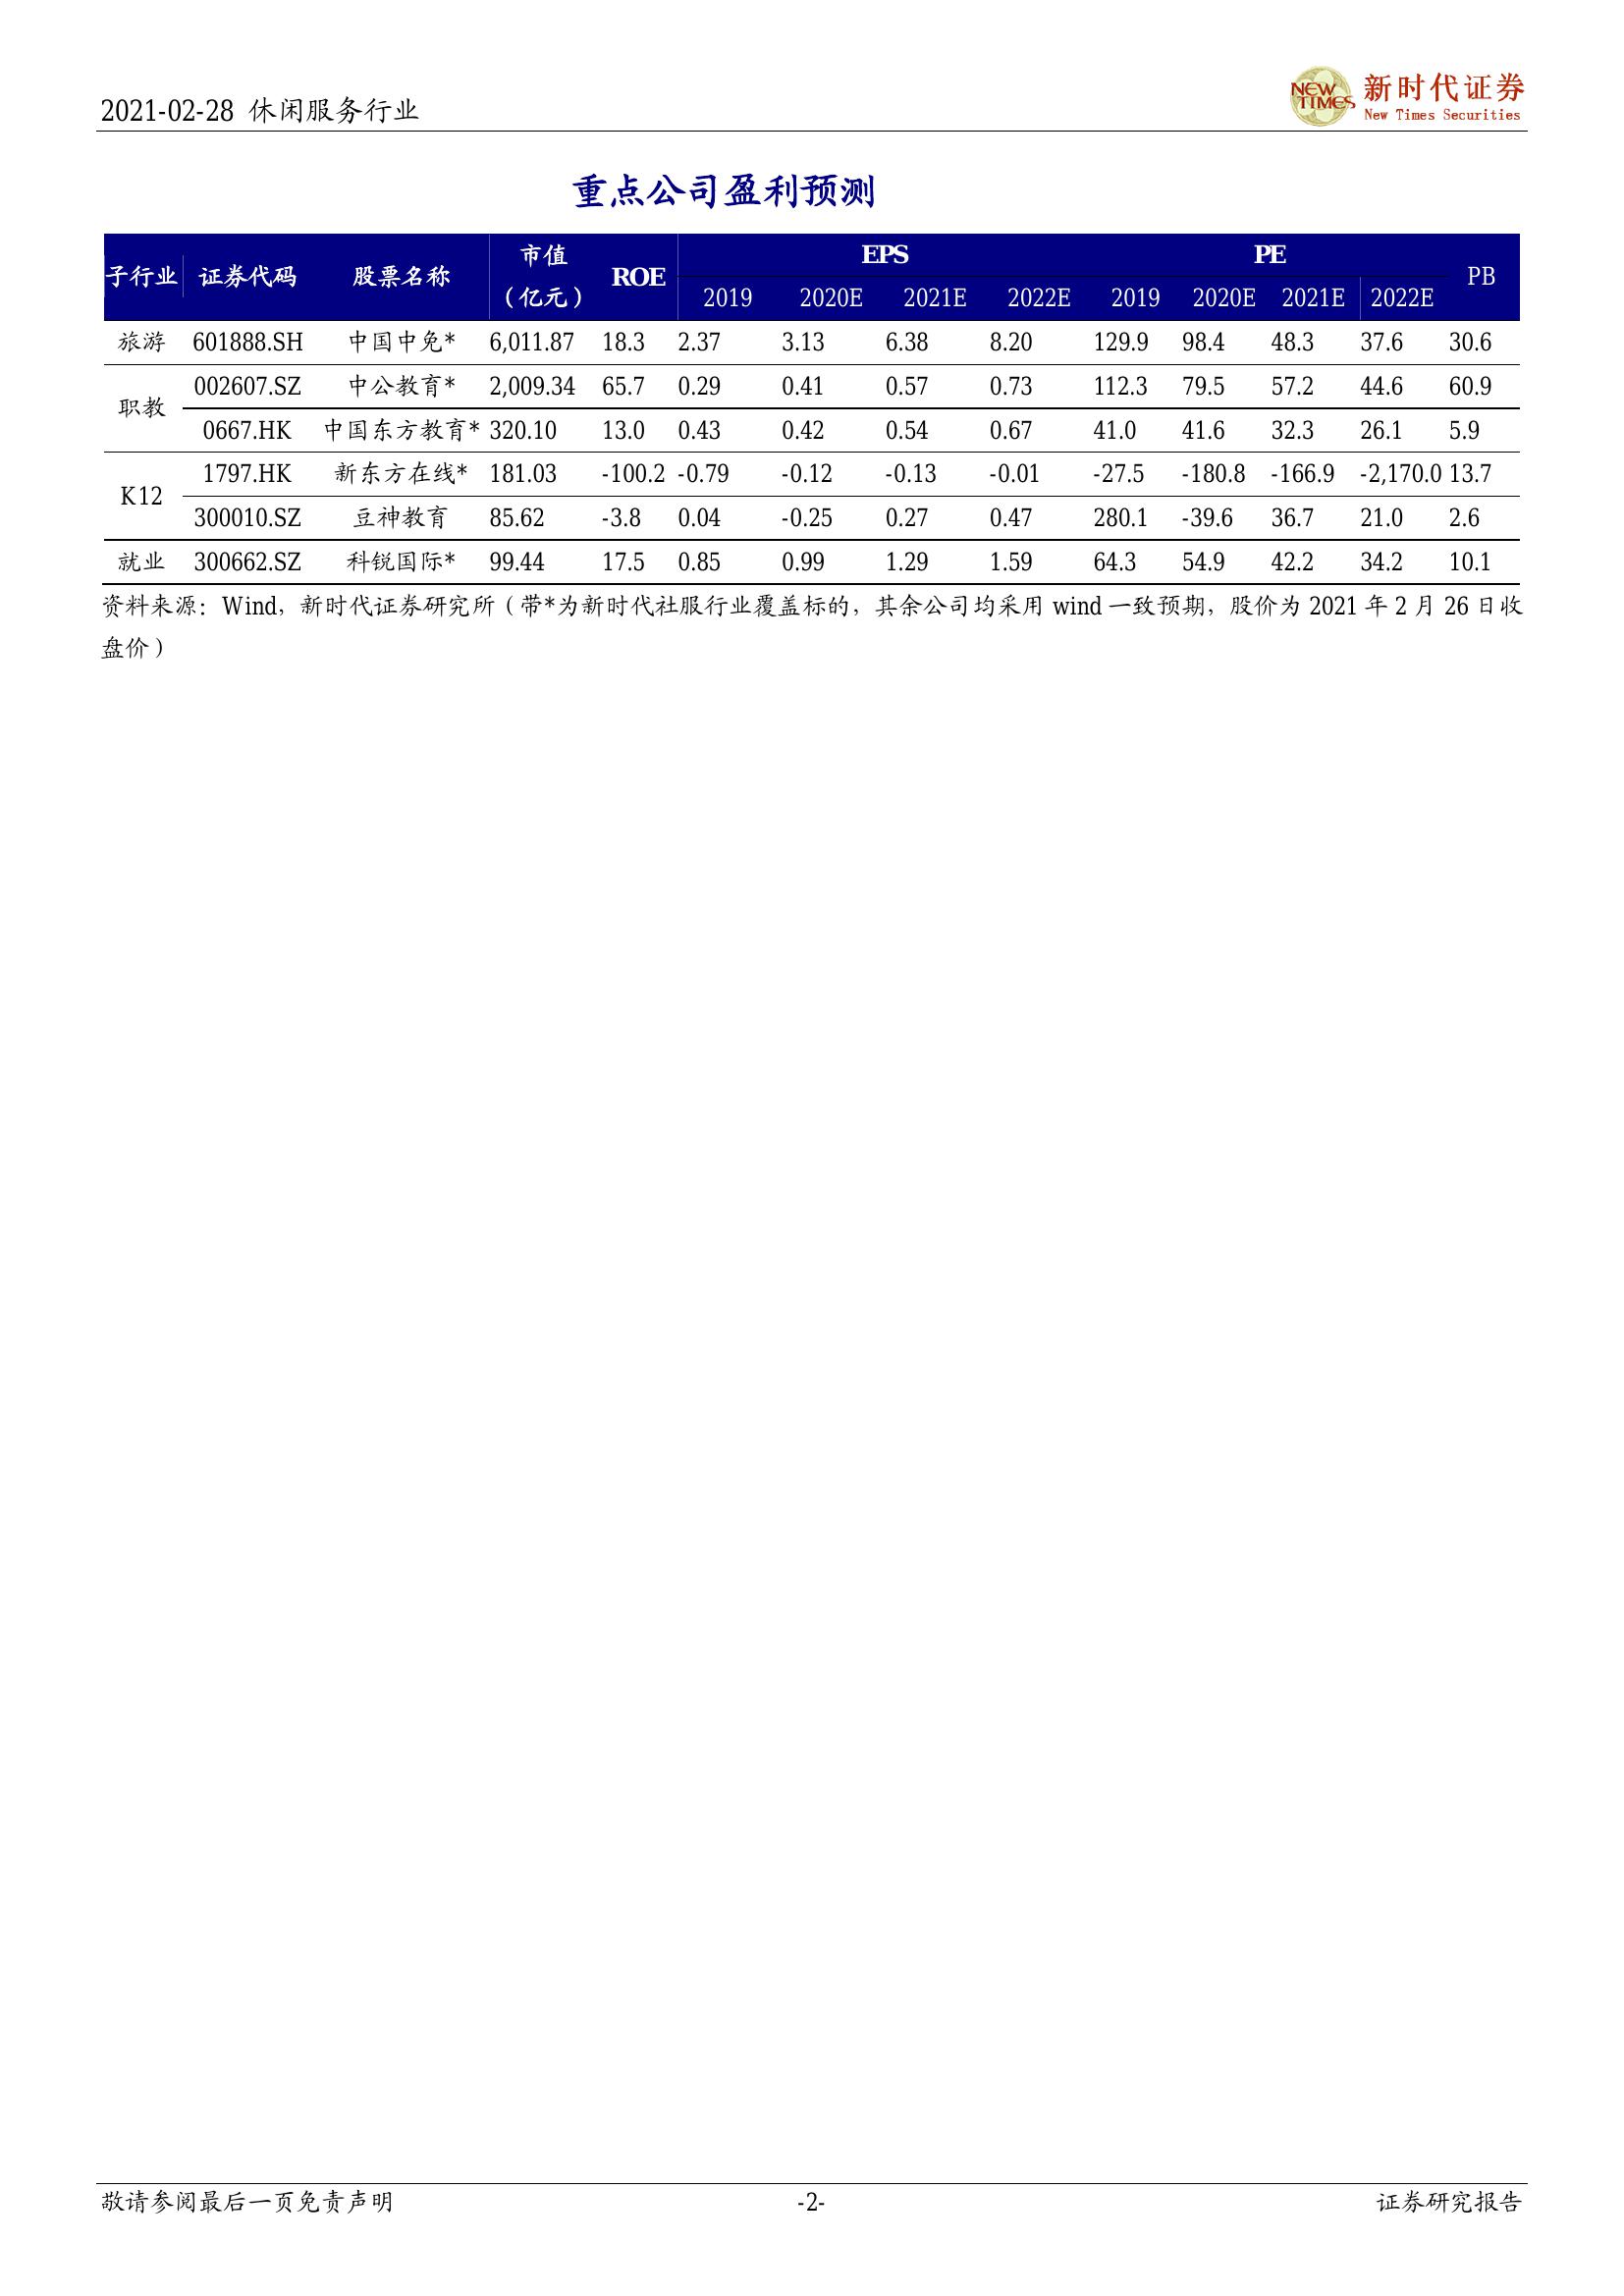 2021-02-28 休闲服务行业
NEW TIMES 新时代证券
New Times Securities
重点公司盈利预测
子行业 证券代码 股票名称 市值（亿元） ROE EPS PE PB
2019 2020E 2021E 2022E 2019 2020E 2021E 2022E
旅游 601888.SH 中国中免* 6,011.87 18.3 2.37 3.13 6.38 8.20 129.9 98.4 48.3 37.6 30.6
职教 002607.SZ 中公教育* 2,009.34 65.7 0.29 0.41 0.57 0.73 112.3 79.5 57.2 44.6 60.9
0667.HK 中国东方教育* 320.10 13.0 0.43 0.42 0.54 0.67 41.0 41.6 32.3 26.1 5.9
K12 1797.HK 新东方在线* 181.03 -100.2 -0.79 -0.12 -0.13 -0.01 -27.5 -180.8 -166.9 -2,170.0 13.7
300010.SZ 豆神教育 85.62 -3.8 0.04 -0.25 0.27 0.47 280.1 -39.6 36.7 21.0 2.6
就业 300662.SZ 科锐国际* 99.44 17.5 0.85 0.99 1.29 1.59 64.3 54.9 42.2 34.2 10.1
资料来源：Wind，新时代证券研究所（带*为新时代社服行业覆盖标的，其余公司均采用 wind 一致预期，股价为 2021 年 2 月 26 日收
盘价）
敬请参阅最后一页免责声明 -2- 证券研究报告